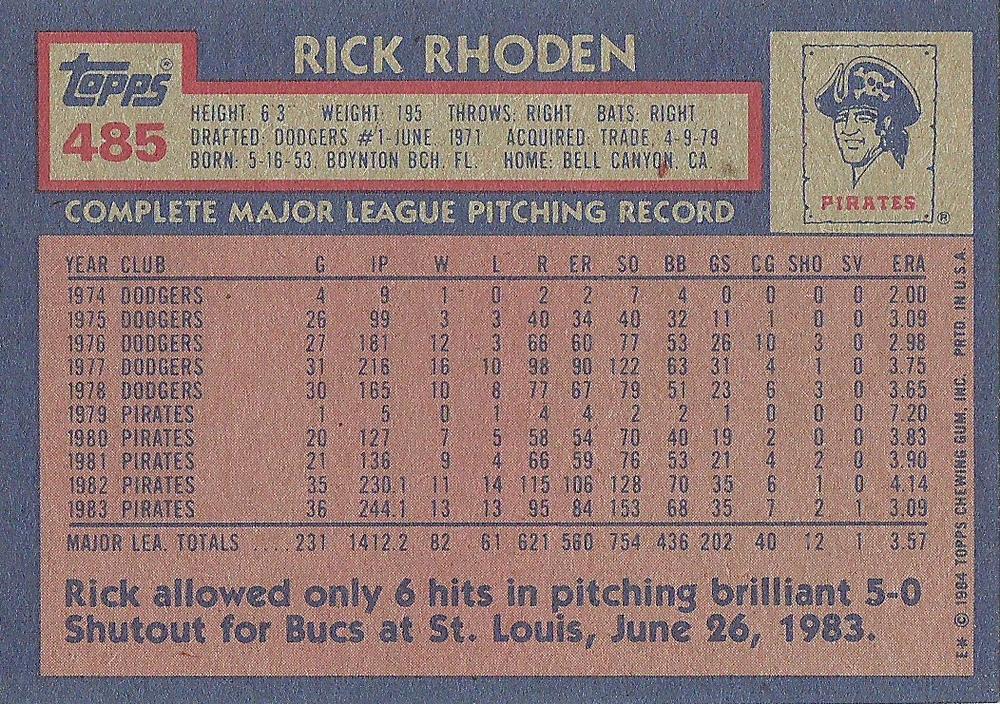 RICK RHODEN
Topps®
485
HEIGHT: 6'3" WEIGHT: 195 THROWS: RIGHT BATS: RIGHT
DRAFTED: DODGERS #1-JUNE, 1971 ACQUIRED: TRADE, 4-9-79
BORN: 5-16-53, BOYNTON BCH. FL. HOME: BELL CANYON, CA.
PIRATES ®
COMPLETE MAJOR LEAGUE PITCHING RECORD
YEAR CLUB G IP W L R ER SO BB GS CG SHO SV ERA
1974 DODGERS 4 9 1 0 2 2 7 4 0 0 0 0 2.00
1975 DODGERS 26 99 3 3 40 34 40 32 11 1 0 0 3.09
1976 DODGERS 27 181 12 3 66 60 77 53 26 10 3 0 2.98
1977 DODGERS 31 216 16 10 98 90 122 63 31 4 1 0 3.75
1978 DODGERS 30 165 10 8 77 67 79 51 23 6 3 0 3.65
1979 PIRATES 1 5 0 1 4 4 2 2 1 0 0 0 7.20
1980 PIRATES 20 127 7 5 58 54 70 40 19 2 0 0 3.83
1981 PIRATES 21 136 9 4 66 59 76 53 21 4 2 0 3.90
1982 PIRATES 35 230.1 11 14 115 106 128 70 35 6 1 0 4.14
1983 PIRATES 36 244.1 13 13 95 84 153 68 35 7 2 1 3.09
MAJOR LEA. TOTALS ....231 1412.2 82 61 621 560 754 436 202 40 12 1 3.57
Rick allowed only 6 hits in pitching brilliant 5-0
Shutout for Bucs at St. Louis, June 26, 1983.
E* © 1984 TOPPS CHEWING GUM, INC. PRTD. IN U.S.A.